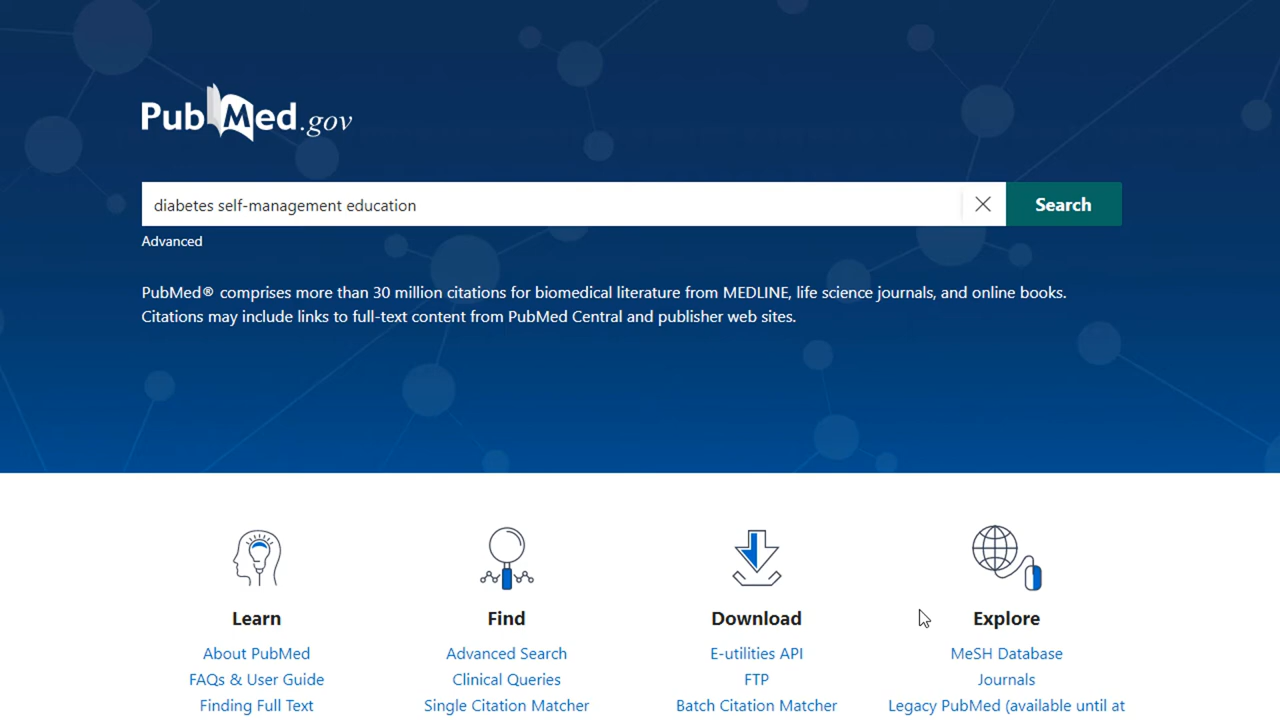 PubMed.gov
diabetes self-management education
Search
Advanced
PubMed® comprises more than 30 million citations for biomedical literature from MEDLINE, life science journals, and online books.
Citations may include links to full-text content from PubMed Central and publisher web sites.
Learn
About PubMed
FAQs & User Guide
Finding Full Text
Find
Advanced Search
Clinical Queries
Single Citation Matcher
Download
E-utilities API
FTP
Batch Citation Matcher
Explore
MeSH Database
Journals
Legacy PubMed (available until at